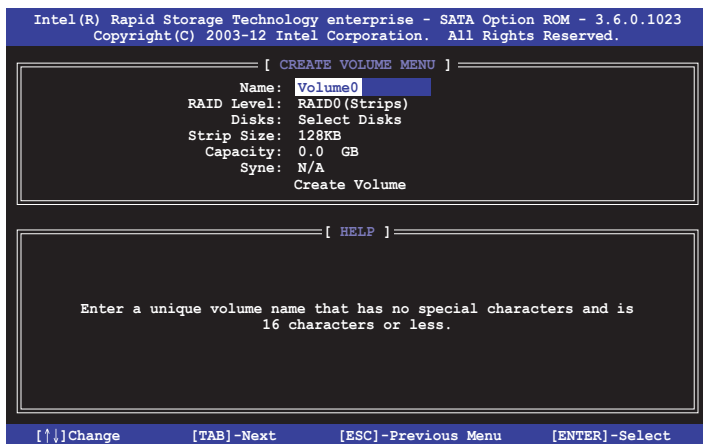 Intel(R) Rapid Storage Technology enterprise - SATA Option ROM - 3.6.0.1023
Copyright(C) 2003-12 Intel Corporation. All Rights Reserved.
[ CREATE VOLUME MENU ]
Name: Volume0
RAID Level: RAID0(Strips)
Disks: Select Disks
Strip Size: 128KB
Capacity: 0.0 GB
Syne: N/A
Create Volume
[ HELP ]
Enter a unique volume name that has no special characters and is
16 characters or less.
[↑↓]Change [TAB]-Next [ESC]-Previous Menu [ENTER]-Select